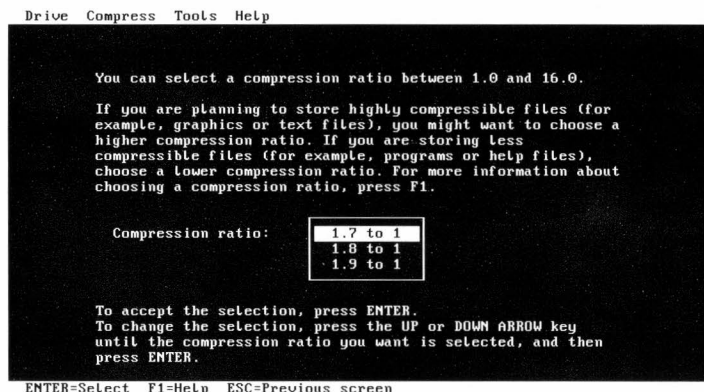 Drive  Compress  Tools  Help
You can select a compression ratio between 1.0 and 16.0.
If you are planning to store highly compressible files (for
example, graphics or text files), you might want to choose a
higher compression ratio. If you are storing less
compressible files (for example, programs or help files),
choose a lower compression ratio. For more information about
choosing a compression ratio, press F1.
Compression ratio:
1.7 to 1
1.8 to 1
1.9 to 1
To accept the selection, press ENTER.
To change the selection, press the UP or DOWN ARROW key
until the compression ratio you want is selected, and then
press ENTER.
ENTER=Select  F1=Help  ESC=Previous screen